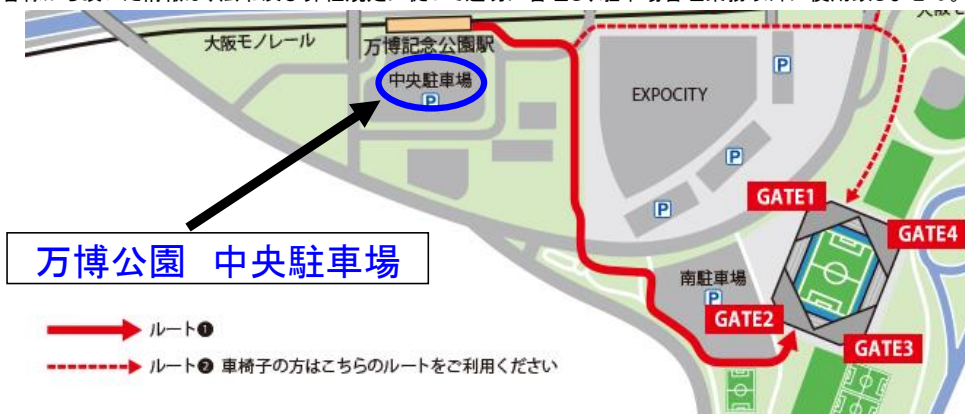 大阪モノレール
万博記念公園駅
中央駐車場
P
EXPOCITY
P
P
P
GATE1
GATE4
万博公園 中央駐車場
南駐車場
P
GATE2
GATE3
ルート❶
ルート❷ 車椅子の方はこちらのルートをご利用ください